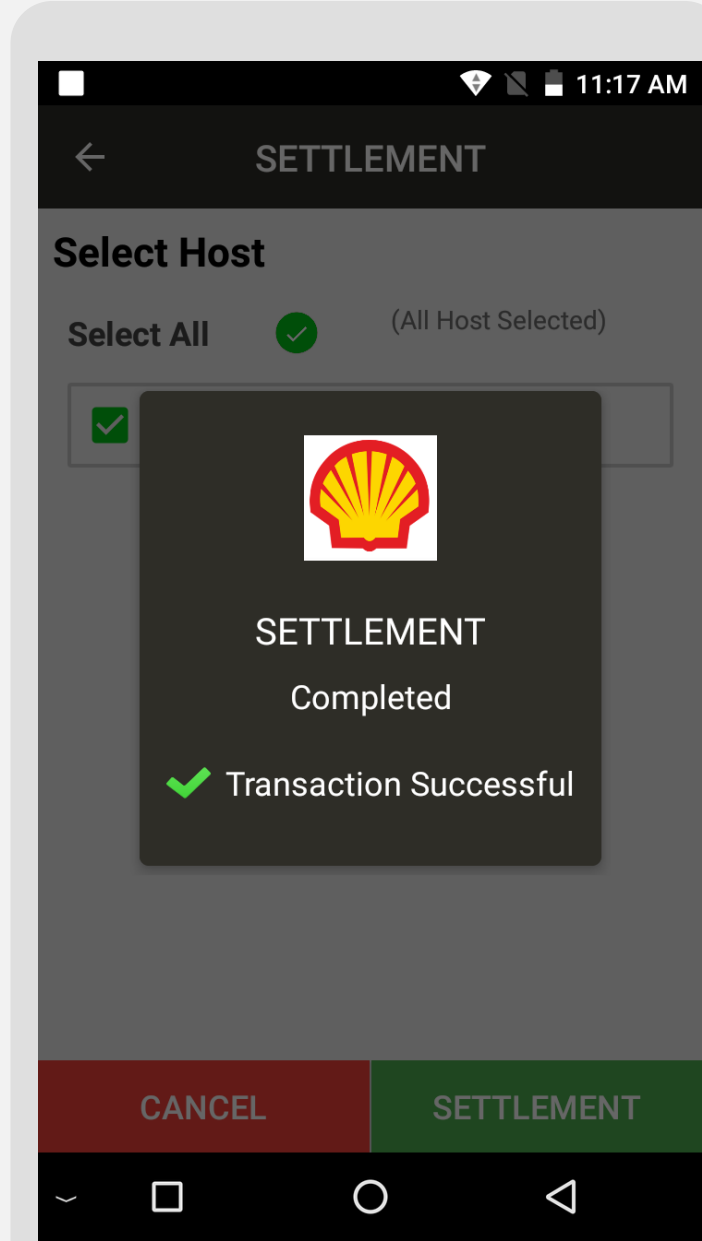 11:17 AM
SETTLEMENT
Select Host
Select All
(All Host Selected)
SETTLEMENT
Completed
Transaction Successful
CANCEL
SETTLEMENT